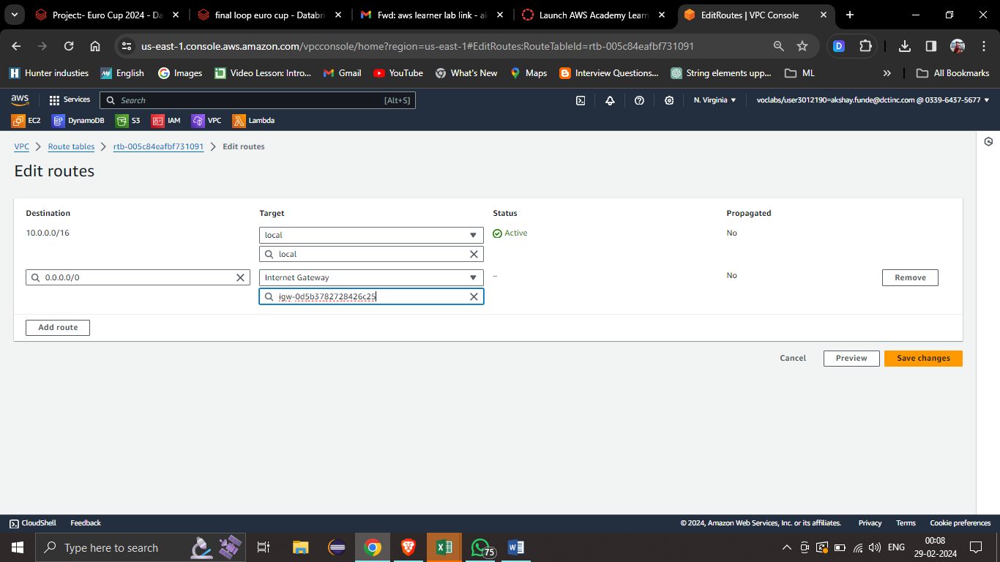 Project:- Euro Cup 2024 - Da
final loop euro cup - Databri
Fwd: aws learner lab link - ak
Launch AWS Academy Learn
EditRoutes | VPC Console
us-east-1.console.aws.amazon.com/vpcconsole/home?region=us-east-1#EditRoutes:RouteTableId=rtb-005c84eafbf731091
Hunter industies
English
Images
Video Lesson: Intro...
Gmail
YouTube
What's New
Maps
Interview Questions...
String elements upp...
ML
All Bookmarks
aws
Services
Search
[Alt+S]
N. Virginia
voclabs/user3012190=akshay.funde@dctinc.com @ 0339-6437-5677
EC2
DynamoDB
S3
IAM
VPC
Lambda
VPC
Route tables
rtb-005c84eafbf731091
Edit routes
Edit routes
Destination
Target
Status
Propagated
10.0.0.0/16
local
Active
No
local
0.0.0.0/0
Internet Gateway
–
No
Remove
igw-0d5b3782728426c25
Add route
Cancel
Preview
Save changes
CloudShell
Feedback
© 2024, Amazon Web Services, Inc. or its affiliates.
Privacy
Terms
Cookie preferences
Type here to search
75
ENG
00:08
29-02-2024